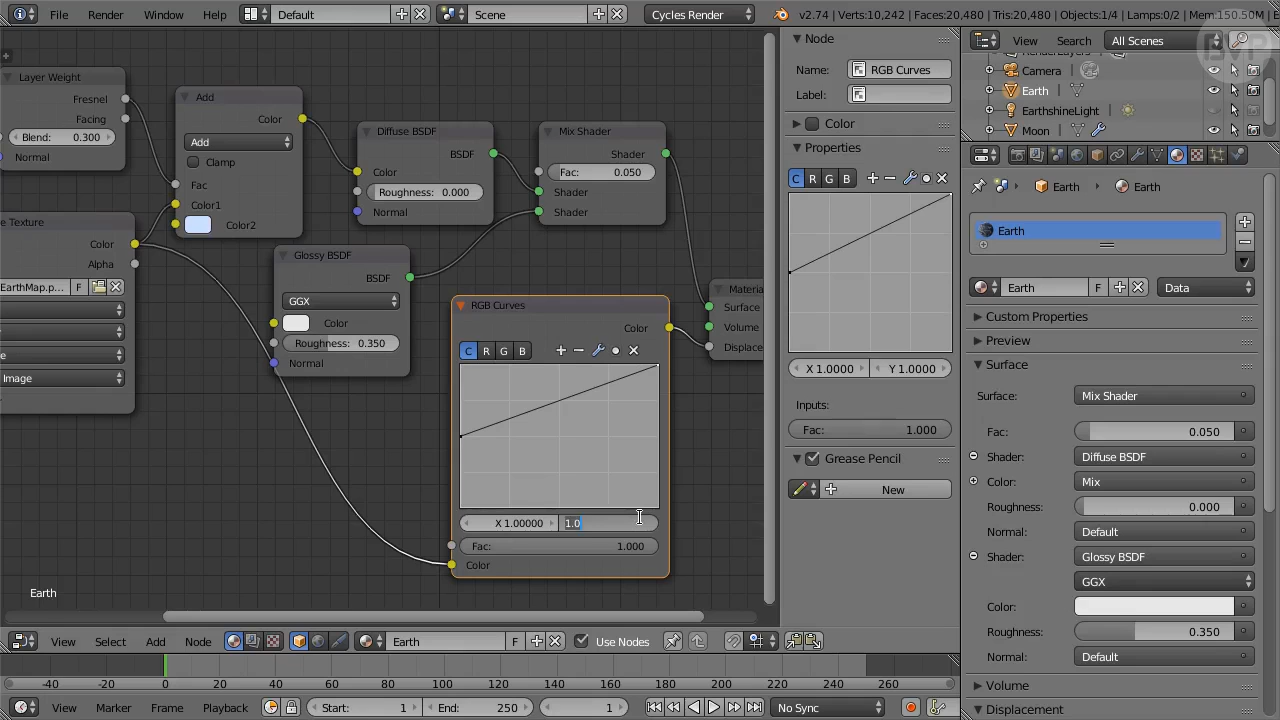 File Render Window Help Default Scene Cycles Render v2.74 | Verts:10,242 | Faces:20,480 | Tris:20,480 | Objects:1/4 | Lamps:0/2 | Mem:150.50M
Layer Weight
Fresnel
Facing
Blend: 0.300
Normal
Add
Color
Add
Clamp
Fac
Color1
Color2
e Texture
Color
Alpha
EarthMap.p... F
e
Image
Diffuse BSDF
BSDF
Color
Roughness: 0.000
Normal
Glossy BSDF
BSDF
GGX
Color
Roughness: 0.350
Normal
Mix Shader
Shader
Fac: 0.050
Shader
Shader
RGB Curves
Color
C R G B
X 1.00000 1.0
Fac: 1.000
Color
Materia
Surface
Volume
Displace
Earth
Node
Name: RGB Curves
Label:
Color
Properties
C R G B
X 1.0000 Y 1.0000
Inputs:
Fac: 1.000
Grease Pencil
New
View Search All Scenes
RenderLayers
Camera
Earth
EarthshineLight
Moon
Earth Earth
Earth
Earth F Data
Custom Properties
Preview
Surface
Surface: Mix Shader
Fac: 0.050
Shader: Diffuse BSDF
Color: Mix
Roughness: 0.000
Normal: Default
Shader: Glossy BSDF
GGX
Color:
Roughness: 0.350
Normal: Default
Volume
Displacement
View Select Add Node Earth F Use Nodes
-40 -20 0 20 40 60 80 100 120 140 160 180 200 220 240 260
View Marker Frame Playback Start: 1 End: 250 1 No Sync